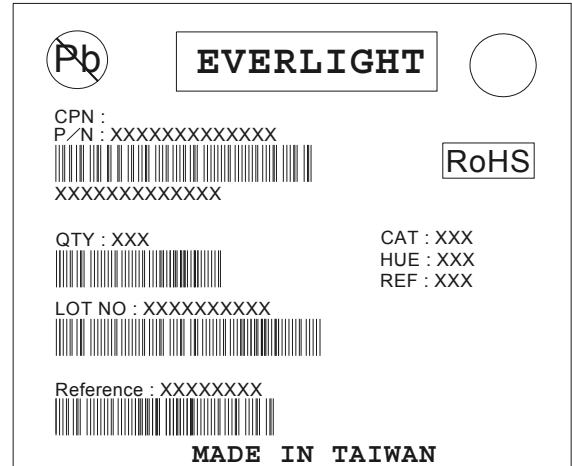 Pb
EVERLIGHT
CPN :
P/N : XXXXXXXXXXXXX
RoHS
XXXXXXXXXXXXX
QTY : XXX
CAT : XXX
HUE : XXX
REF : XXX
LOT NO : XXXXXXXXXX
Reference : XXXXXXXX
MADE IN TAIWAN